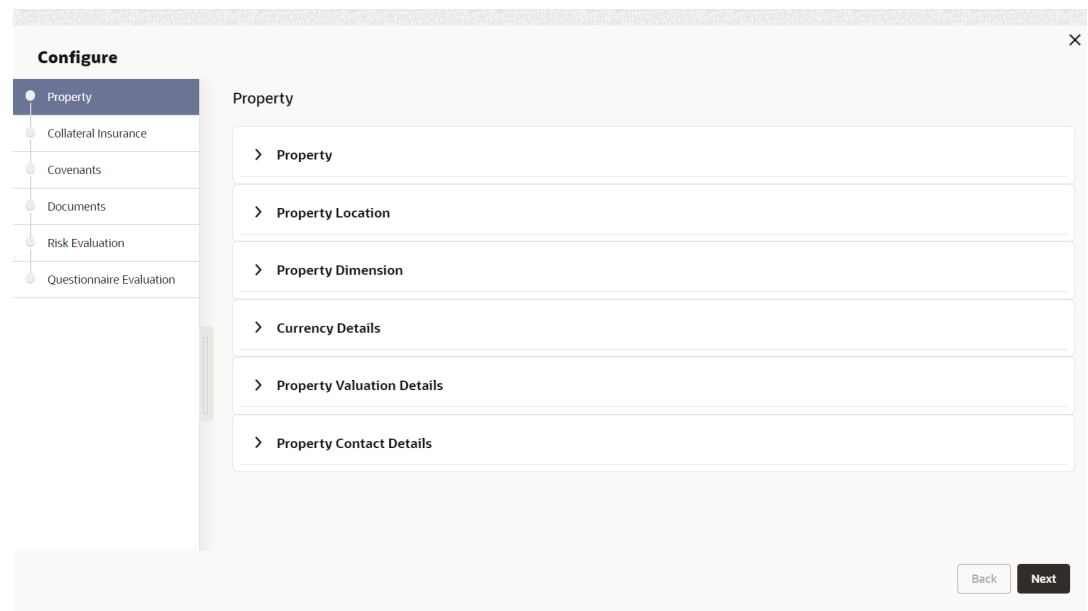 Configure
Property
Collateral Insurance
Covenants
Documents
Risk Evaluation
Questionnaire Evaluation
Property
Property
Property Location
Property Dimension
Currency Details
Property Valuation Details
Property Contact Details
Back Next